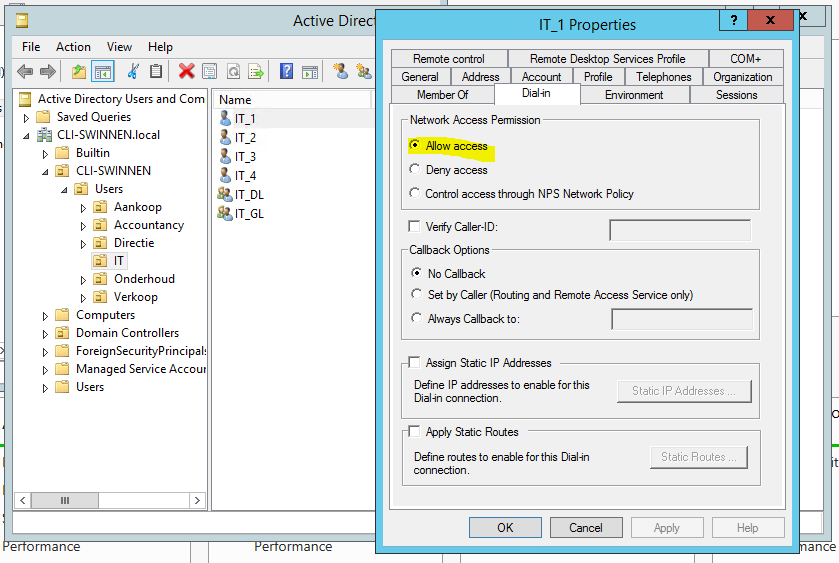 Active Direct
File Action View Help
Active Directory Users and Com
Saved Queries
CLI-SWINNEN.local
Builtin
CLI-SWINNEN
Users
Aankoop
Accountancy
Directie
IT
Onderhoud
Verkoop
Computers
Domain Controllers
ForeignSecurityPrincipals
Managed Service Accour
Users
Name
IT_1
IT_2
IT_3
IT_4
IT_DL
IT_GL
IT_1 Properties
? x
x
Remote control Remote Desktop Services Profile COM+
General Address Account Profile Telephones Organization
Member Of Dial-in Environment Sessions
Network Access Permission
Allow access
Deny access
Control access through NPS Network Policy
Verify Caller-ID:
Callback Options
No Callback
Set by Caller (Routing and Remote Access Service only)
Always Callback to:
Assign Static IP Addresses
Define IP addresses to enable for this
Dial-in connection.
Static IP Addresses ...
Apply Static Routes
Define routes to enable for this Dial-in
connection.
Static Routes ...
OK Cancel Apply Help
Performance Performance mance